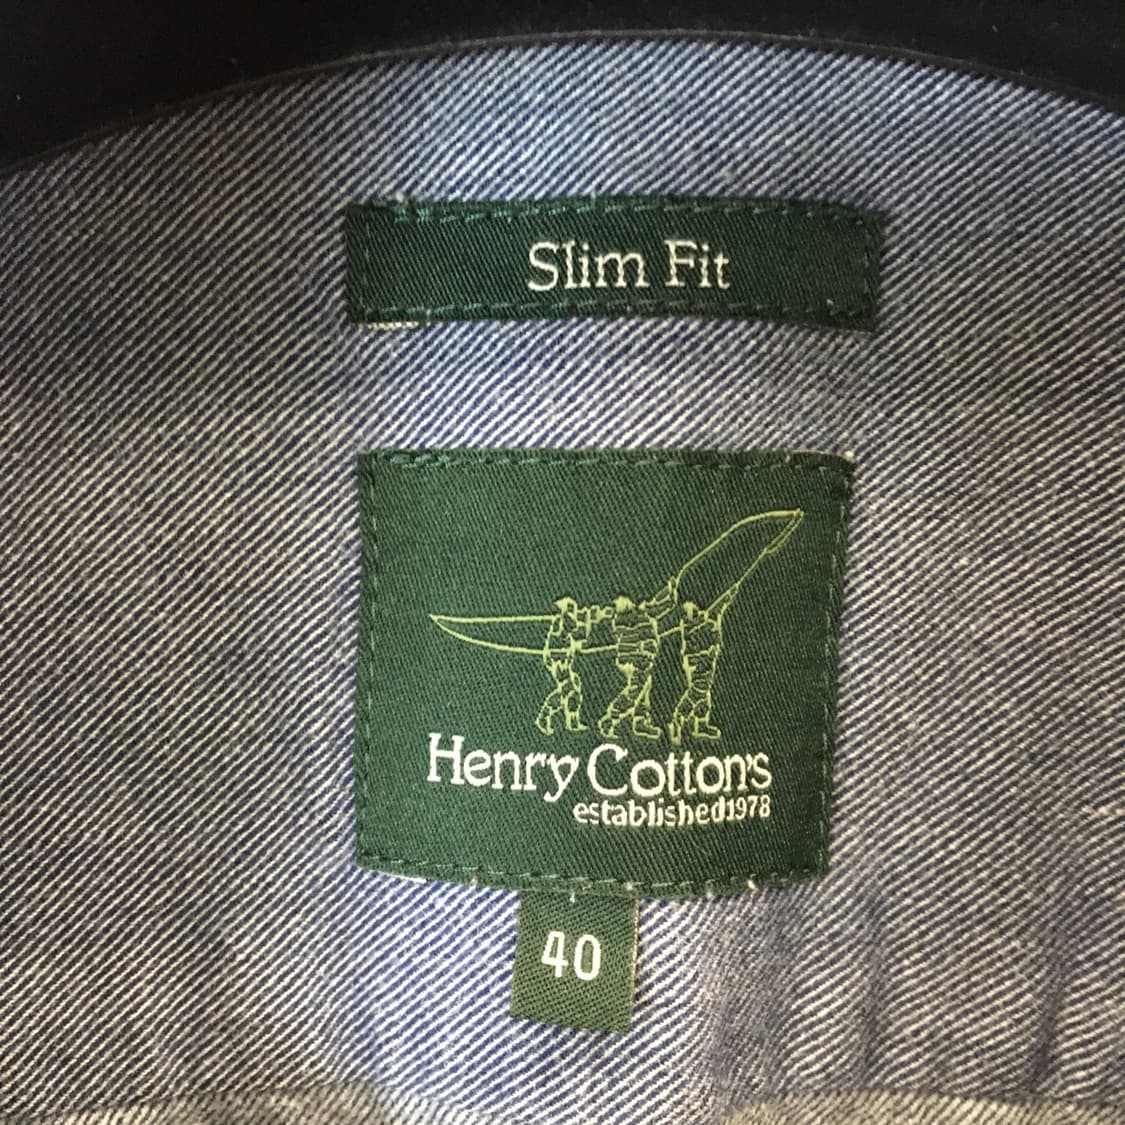 Slim Fit
Henry Cotton's
established1978
40